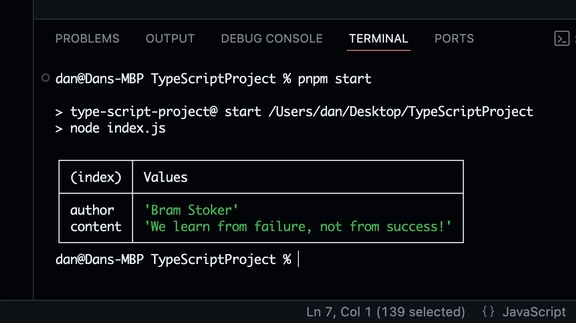 PROBLEMS OUTPUT DEBUG CONSOLE TERMINAL PORTS
dan@Dans-MBP TypeScriptProject % pnpm start
> type-script-project@ start /Users/dan/Desktop/TypeScriptProject
> node index.js
(index) Values
author 'Bram Stoker'
content 'We learn from failure, not from success!'
dan@Dans-MBP TypeScriptProject %
Ln 7, Col 1 (139 selected) {} JavaScript